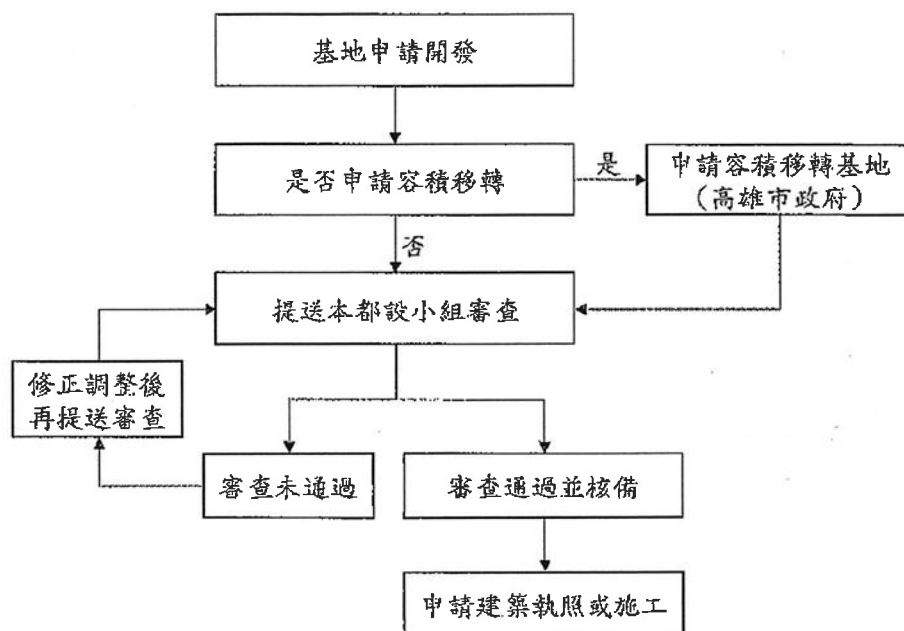 基地申請開發
是否申請容積移轉
是
申請容積移轉基地
（高雄市政府）
否
提送本都設小組審查
修正調整後
再提送審查
審查未通過
審查通過並核備
申請建築執照或施工